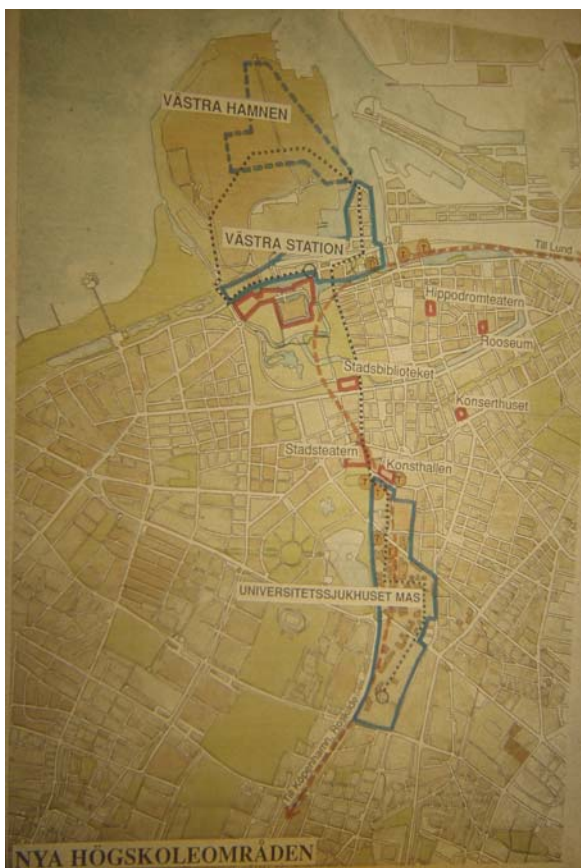 VÄSTRA HAMNEN
VÄSTRA STATION
Till Lund
Hippodromteatern
Rooseum
Stadsbiblioteket
Konserthuset
Stadsteatern
Konsthallen
UNIVERSITETSSJUKHUSET MAS
NYA HÖGSKOLEOMRÅDEN